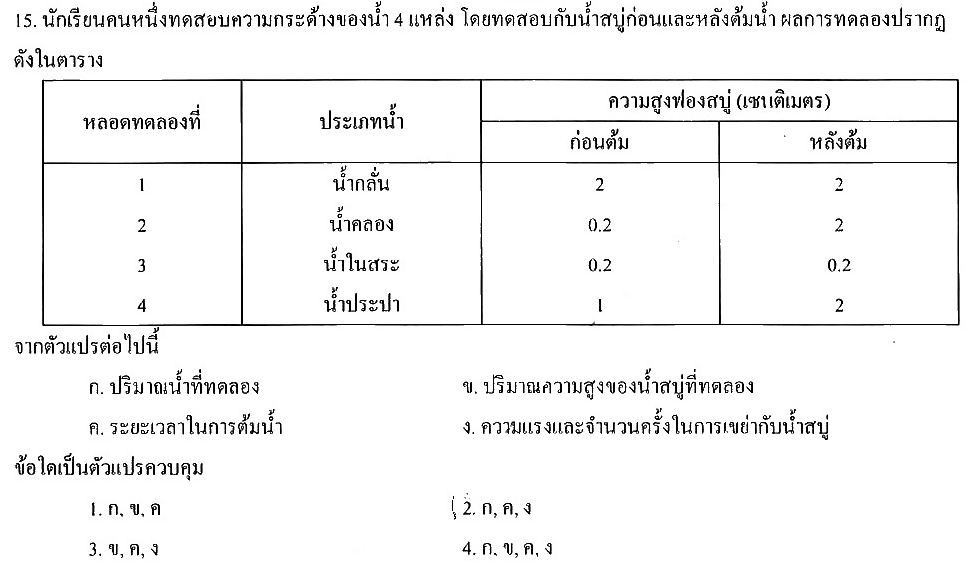 15. นักเรียนคนหนึ่งทดสอบความกระด้างของน้ำ 4 แหล่ง โดยทดสอบกับน้ำสบู่ก่อนและหลังต้มน้ำ ผลการทดลองปรากฏ
ดังในตาราง
หลอดทดลองที่ ประเภทน้ำ ความสูงฟองสบู่ (เซนติเมตร)
ก่อนต้ม หลังต้ม
1 น้ำกลั่น 2 2
2 น้ำคลอง 0.2 2
3 น้ำในสระ 0.2 0.2
4 น้ำประปา 1 2
จากตัวแปรต่อไปนี้
ก. ปริมาณน้ำที่ทดลอง ข. ปริมาณความสูงของน้ำสบู่ที่ทดลอง
ค. ระยะเวลาในการต้มน้ำ ง. ความแรงและจำนวนครั้งในการเขย่ากับน้ำสบู่
ข้อใดเป็นตัวแปรควบคุม
1. ก, ข, ค 2. ก, ค, ง
3. ข, ค, ง 4. ก, ข, ค, ง